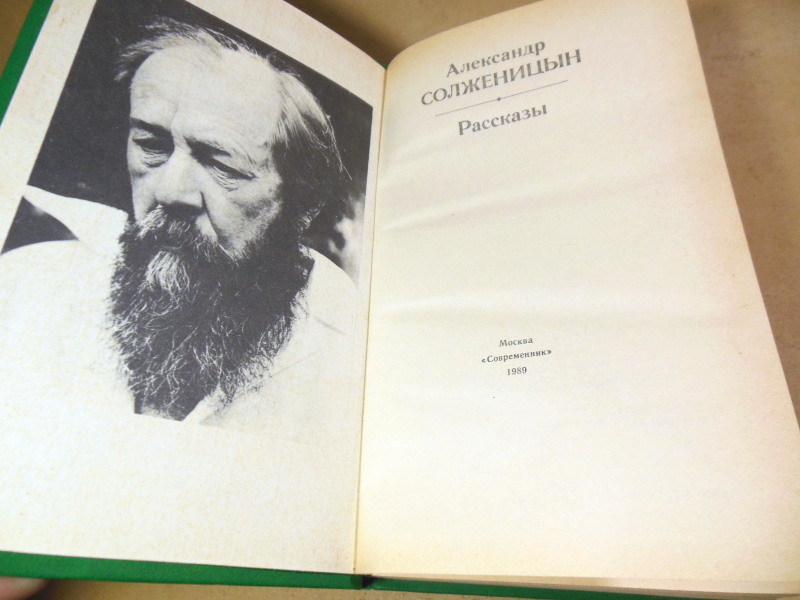 Александр
СОЛЖЕНИЦЫН
Рассказы
Москва
«Современник»
1989